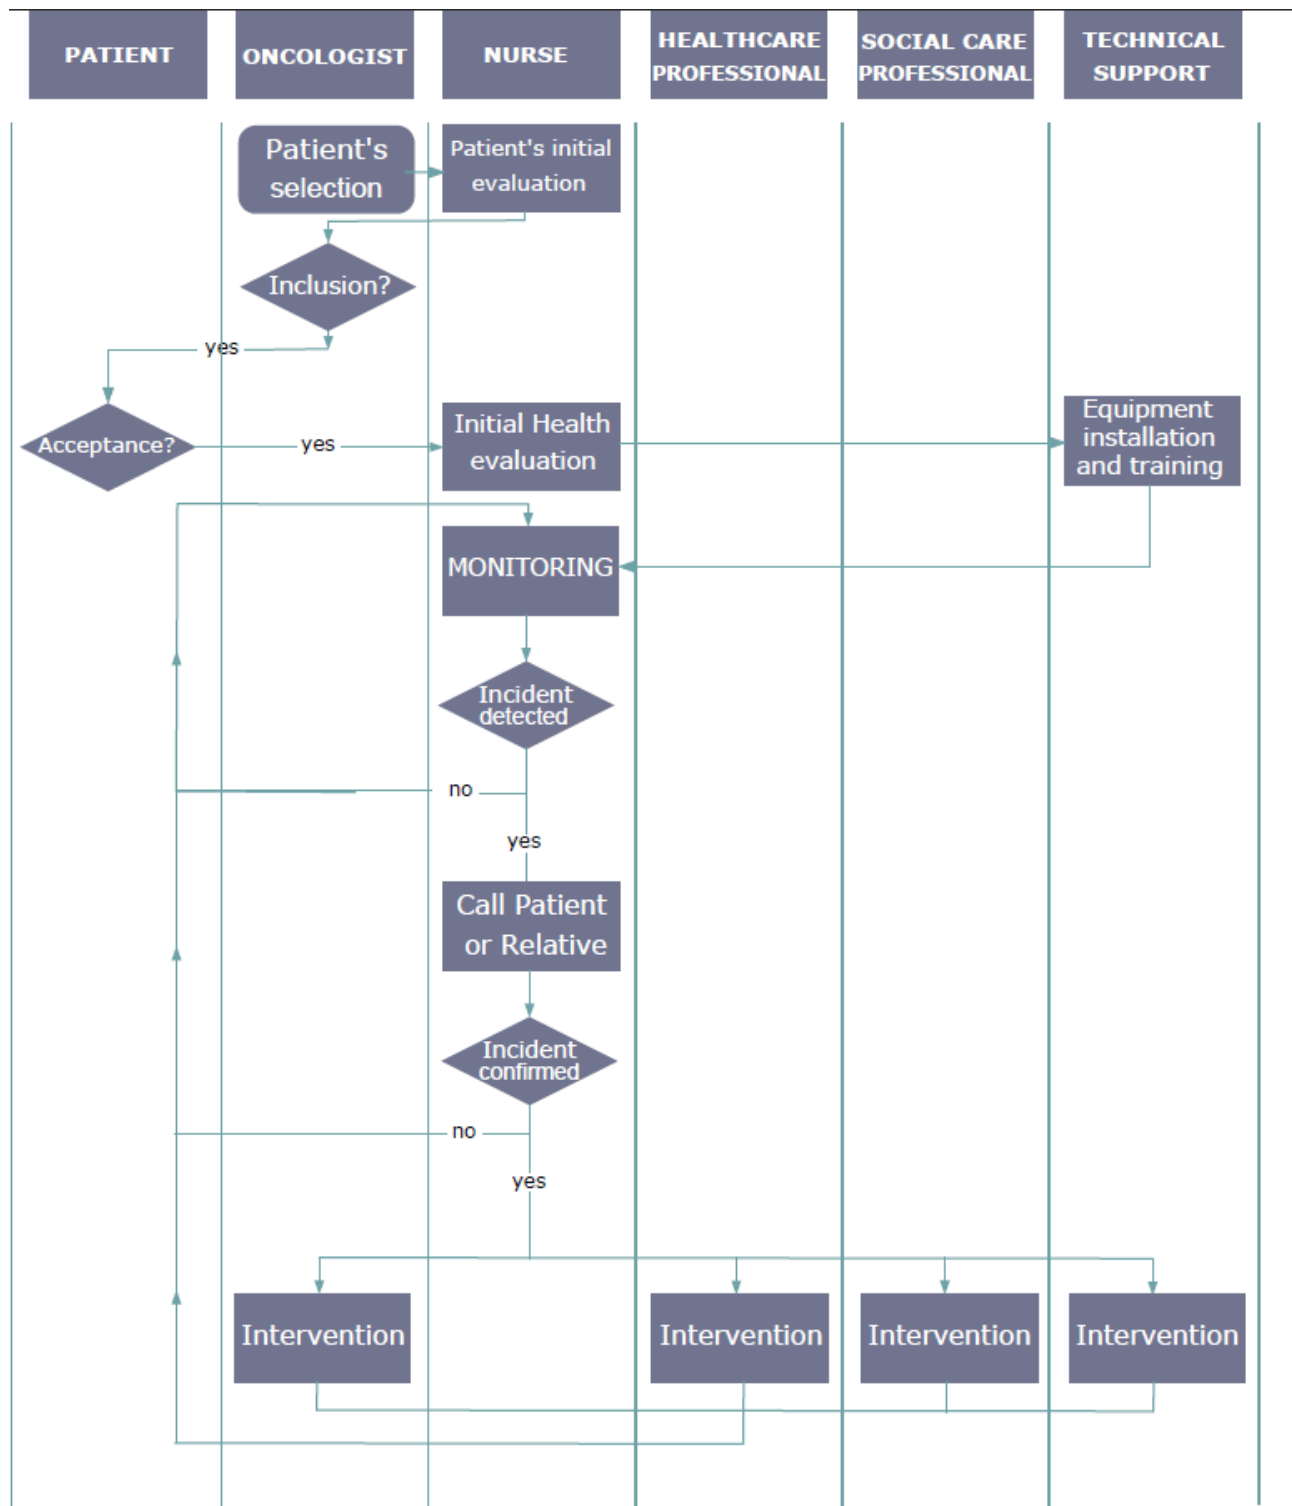 PATIENT
ONCOLOGIST
NURSE
HEALTHCARE
PROFESSIONAL
SOCIAL CARE
PROFESSIONAL
TECHNICAL
SUPPORT
Patient's
selection
Patient's initial
evaluation
Inclusion?
yes
Acceptance?
yes
Initial Health
evaluation
Equipment
installation
and training
MONITORING
Incident
detected
no
yes
Call Patient
or Relative
Incident
confirmed
no
yes
Intervention
Intervention
Intervention
Intervention